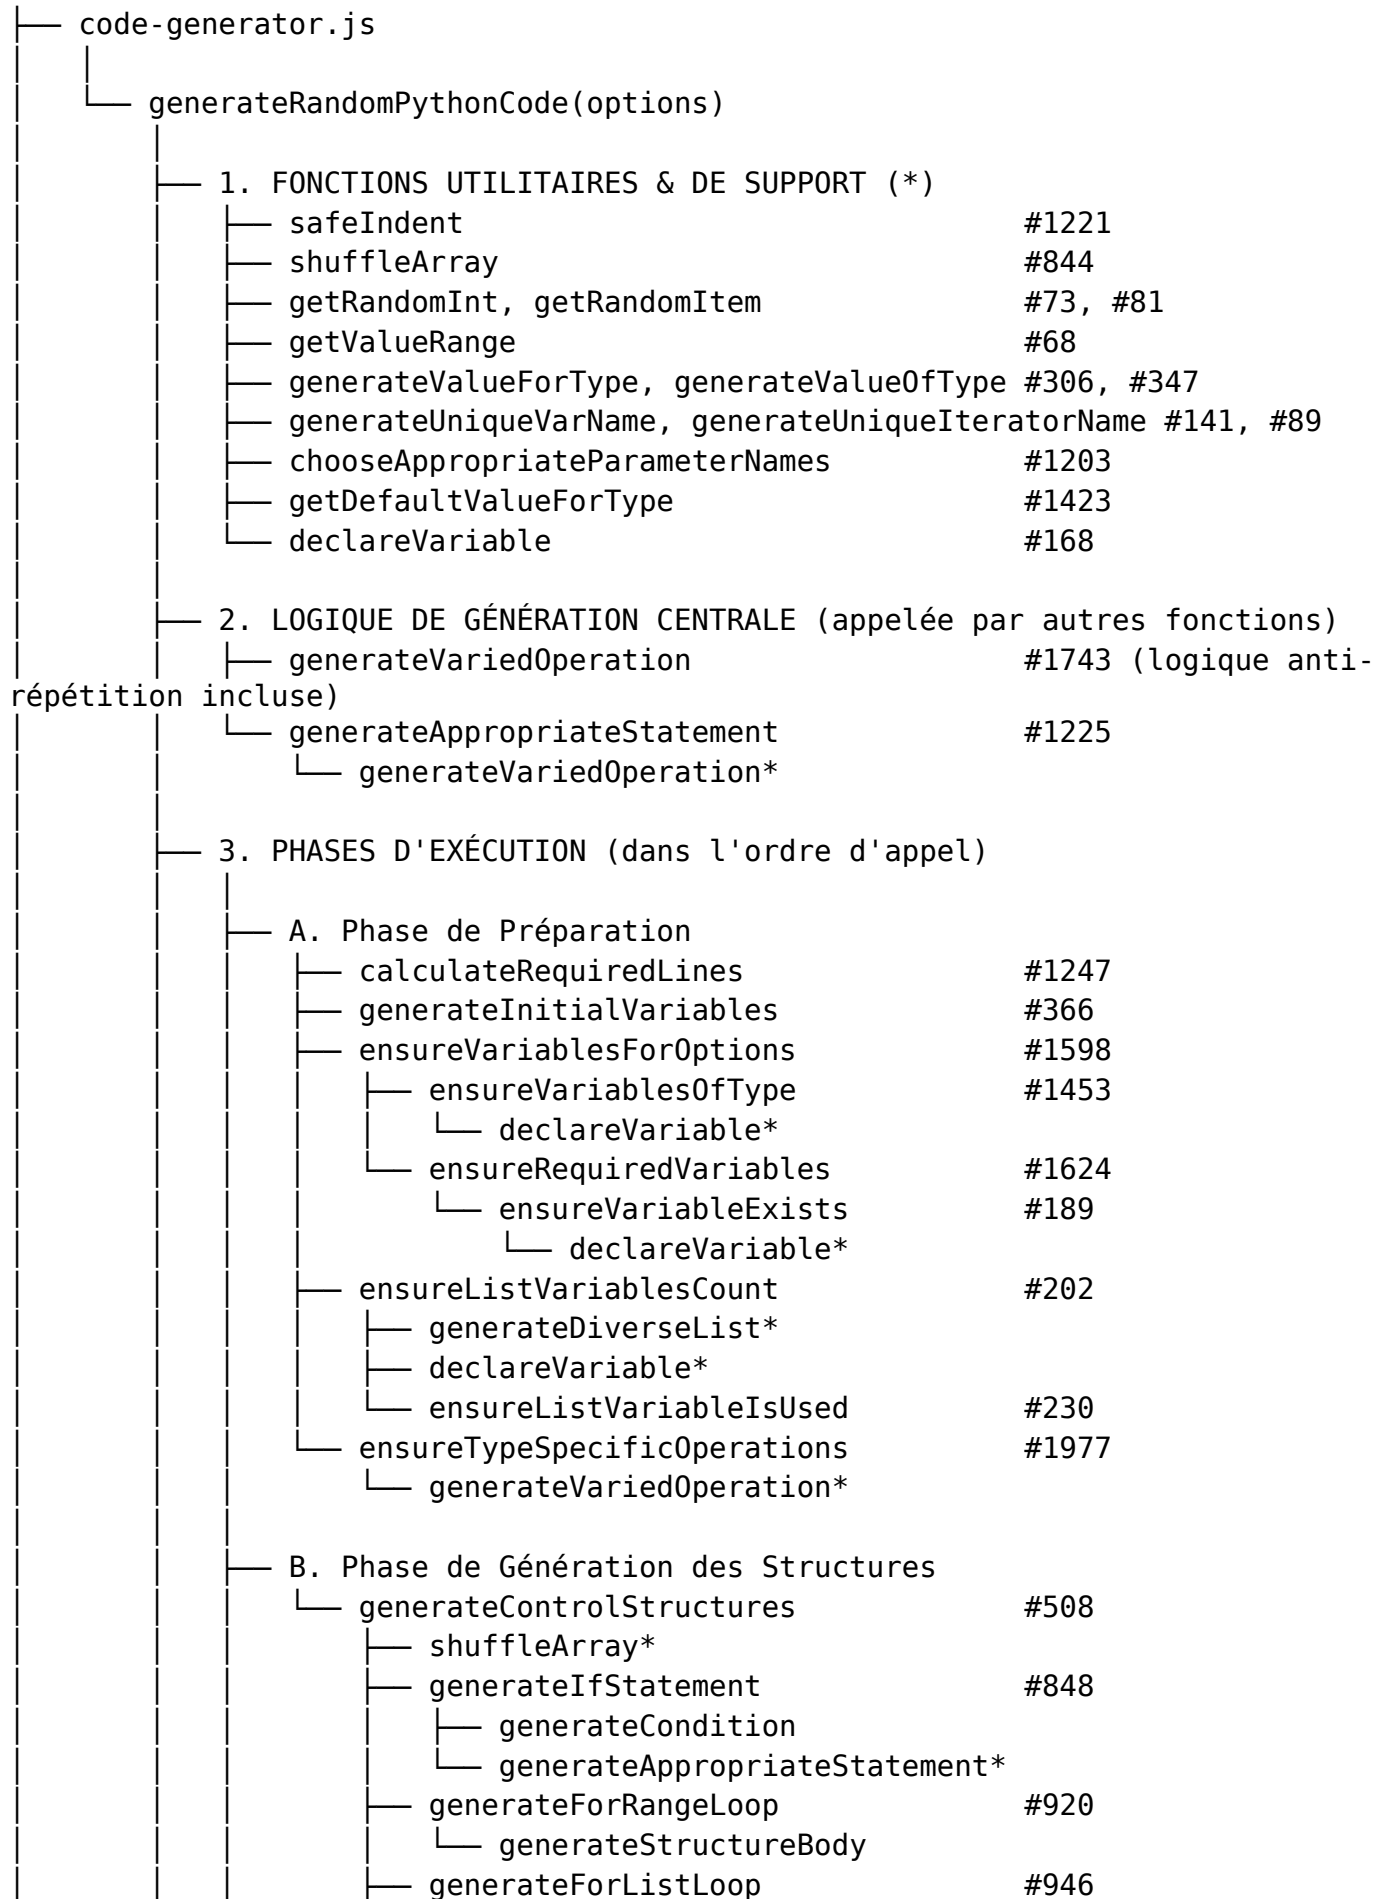 ├── code-generator.js
│   │
│   └── generateRandomPythonCode(options)
│       │
│       ├── 1. FONCTIONS UTILITAIRES & DE SUPPORT (*)
│       │   ├── safeIndent                                #1221
│       │   ├── shuffleArray                              #844
│       │   ├── getRandomInt, getRandomItem               #73, #81
│       │   ├── getValueRange                             #68
│       │   ├── generateValueForType, generateValueOfType #306, #347
│       │   ├── generateUniqueVarName, generateUniqueIteratorName #141, #89
│       │   ├── chooseAppropriateParameterNames           #1203
│       │   ├── getDefaultValueForType                    #1423
│       │   └── declareVariable                           #168
│       │
│       ├── 2. LOGIQUE DE GÉNÉRATION CENTRALE (appelée par autres fonctions)
│       │   ├── generateVariedOperation                   #1743 (logique anti-
répétition incluse)
│       │   └── generateAppropriateStatement              #1225
│       │       └── generateVariedOperation*
│       │
│       ├── 3. PHASES D'EXÉCUTION (dans l'ordre d'appel)
│       │   │
│       │   ├── A. Phase de Préparation
│       │   │   ├── calculateRequiredLines                #1247
│       │   │   ├── generateInitialVariables              #366
│       │   │   ├── ensureVariablesForOptions             #1598
│       │   │   │   ├── ensureVariablesOfType             #1453
│       │   │   │   │   └── declareVariable*
│       │   │   │   └── ensureRequiredVariables           #1624
│       │   │   │       └── ensureVariableExists          #189
│       │   │   │           └── declareVariable*
│       │   │   ├── ensureListVariablesCount              #202
│       │   │   │   ├── generateDiverseList*
│       │   │   │   ├── declareVariable*
│       │   │   │   └── ensureListVariableIsUsed          #230
│       │   │   └── ensureTypeSpecificOperations          #1977
│       │   │       └── generateVariedOperation*
│       │   │
│       │   ├── B. Phase de Génération des Structures
│       │   │   └── generateControlStructures             #508
│       │   │       ├── shuffleArray*
│       │   │       ├── generateIfStatement               #848
│       │   │       │   ├── generateCondition
│       │   │       │   └── generateAppropriateStatement*
│       │   │       ├── generateForRangeLoop              #920
│       │   │       │   └── generateStructureBody
│       │   │       ├── generateForListLoop               #946